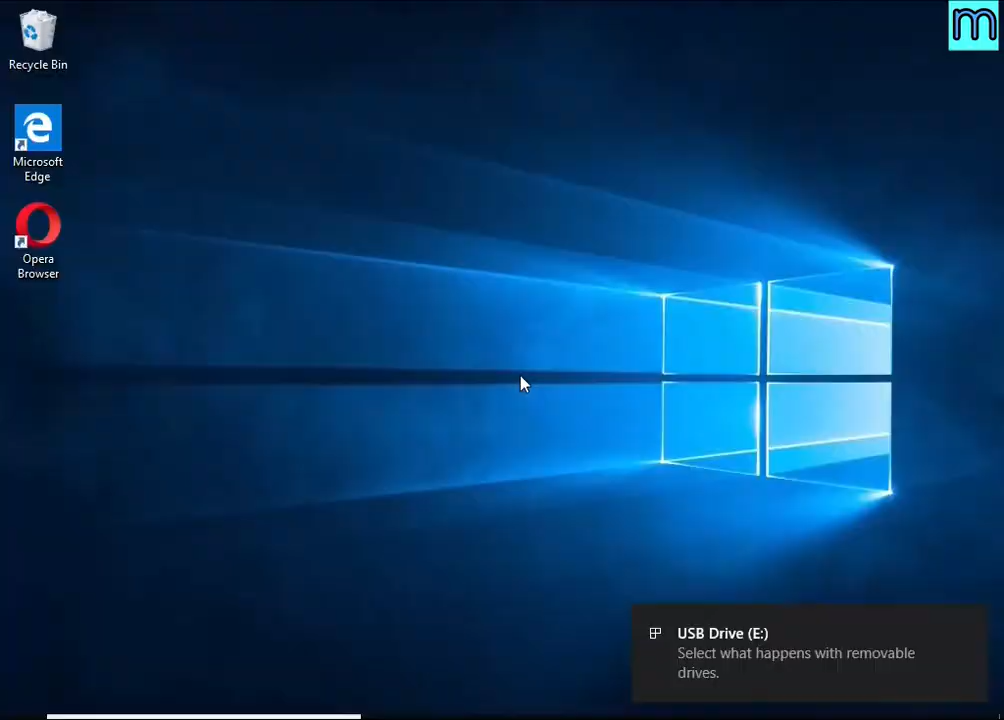 Recycle Bin
Microsoft
Edge
Opera
Browser
m
USB Drive (E:)
Select what happens with removable
drives.